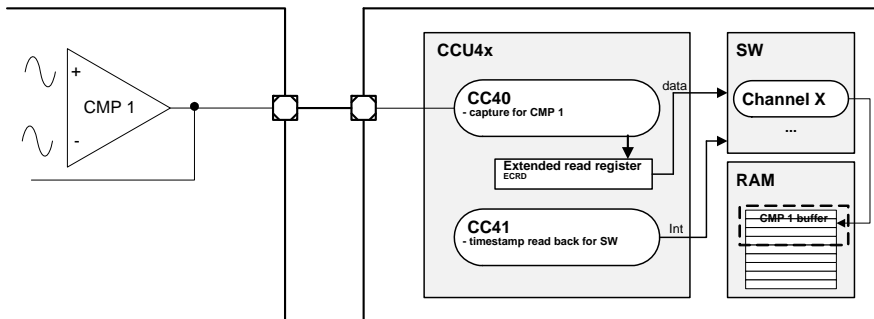 +
CMP 1
-
CCU4x
CC40
- capture for CMP 1
data
Extended read register
ECRD
CC41
- timestamp read back for SW
Int
SW
Channel X
...
RAM
CMP 1 buffer